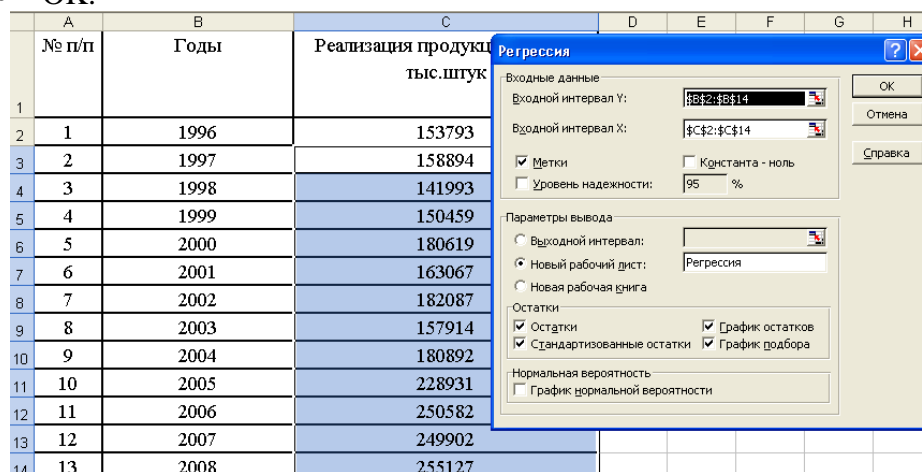 ОК.
A B C D E F G H
№ п/п Годы Реализация продукц
тыс.штук
1
2 1 1996 153793
3 2 1997 158894
4 3 1998 141993
5 4 1999 150459
6 5 2000 180619
7 6 2001 163067
8 7 2002 182087
9 8 2003 157914
10 9 2004 180892
11 10 2005 228931
12 11 2006 250582
13 12 2007 249902
14 13 2008 255127
Регрессия
Входные данные
Входной интервал Y: $B$2:$B$14
Входной интервал X: $C$2:$C$14
Метки Константа - ноль
Уровень надежности: 95 %
Параметры вывода
Выходной интервал:
Новый рабочий лист: Регрессия
Новая рабочая книга
Остатки
Остатки График остатков
Стандартизованные остатки График подбора
Нормальная вероятность
График нормальной вероятности
ОК
Отмена
Справка